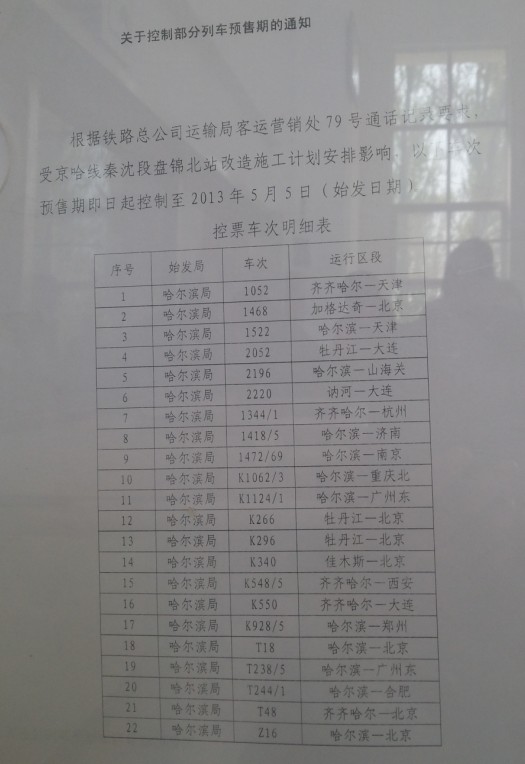 关于控制部分列车预售期的通知
根据铁路总公司运输局客运营销处79号通话记录要求,
受京哈线秦沈段盘锦北站改造施工计划安排影响,以 车次
预售期即日起控制至2013年5月5日(始发日期)
控票车次明细表
序号 始发局 车次 运行区段
1 哈尔滨局 1052 齐齐哈尔—天津
2 哈尔滨局 1468 加格达奇—北京
3 哈尔滨局 1522 哈尔滨—天津
4 哈尔滨局 2052 牡丹江—大连
5 哈尔滨局 2196 哈尔滨—山海关
6 哈尔滨局 2220 讷河—大连
7 哈尔滨局 1344/1 齐齐哈尔—杭州
8 哈尔滨局 1418/5 哈尔滨—济南
9 哈尔滨局 1472/69 哈尔滨—南京
10 哈尔滨局 K1062/3 哈尔滨—重庆北
11 哈尔滨局 K1124/1 哈尔滨—广州东
12 哈尔滨局 K266 牡丹江—北京
13 哈尔滨局 K296 牡丹江—北京
14 哈尔滨局 K340 佳木斯—北京
15 哈尔滨局 K548/5 齐齐哈尔—西安
16 哈尔滨局 K550 齐齐哈尔—大连
17 哈尔滨局 K928/5 哈尔滨—郑州
18 哈尔滨局 T18 哈尔滨—北京
19 哈尔滨局 T238/5 哈尔滨—广州东
20 哈尔滨局 T244/1 哈尔滨—合肥
21 哈尔滨局 T48 齐齐哈尔—北京
22 哈尔滨局 Z16 哈尔滨—北京